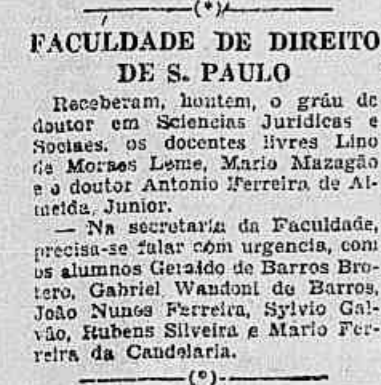 FACULDADE DE DIREITO
DE S. PAULO
Receberam, hontem, o gráu de
doutor em Sciencias Juridicas e
Sociaes, os docentes livres Lino
de Moraes Leme, Mario Mazagão
e o doutor Antonio Ferreira de Al-
meida, Junior.
— Na secretaria da Faculdade,
precisa-se falar com urgencia, com
os alumnos Geraldo de Barros Bro-
tero, Gabriel Wandoni de Barros,
João Nunes Ferreira, Sylvio Gal-
vão, Rubens Silveira e Mario Fer-
reira da Candelaria.